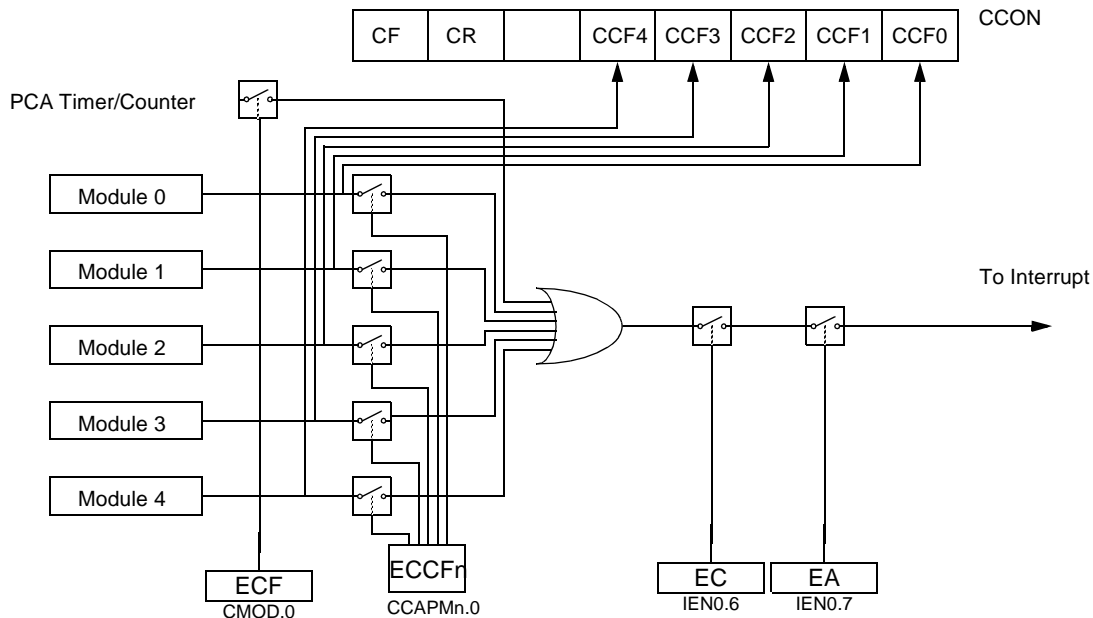 CCON
CF CR CCF4 CCF3 CCF2 CCF1 CCF0
PCA Timer/Counter
Module 0
Module 1
To Interrupt
Module 2
Module 3
Module 4
ECF
CMOD.0
ECCFn
CCAPMn.0
EC
IEN0.6
EA
IEN0.7